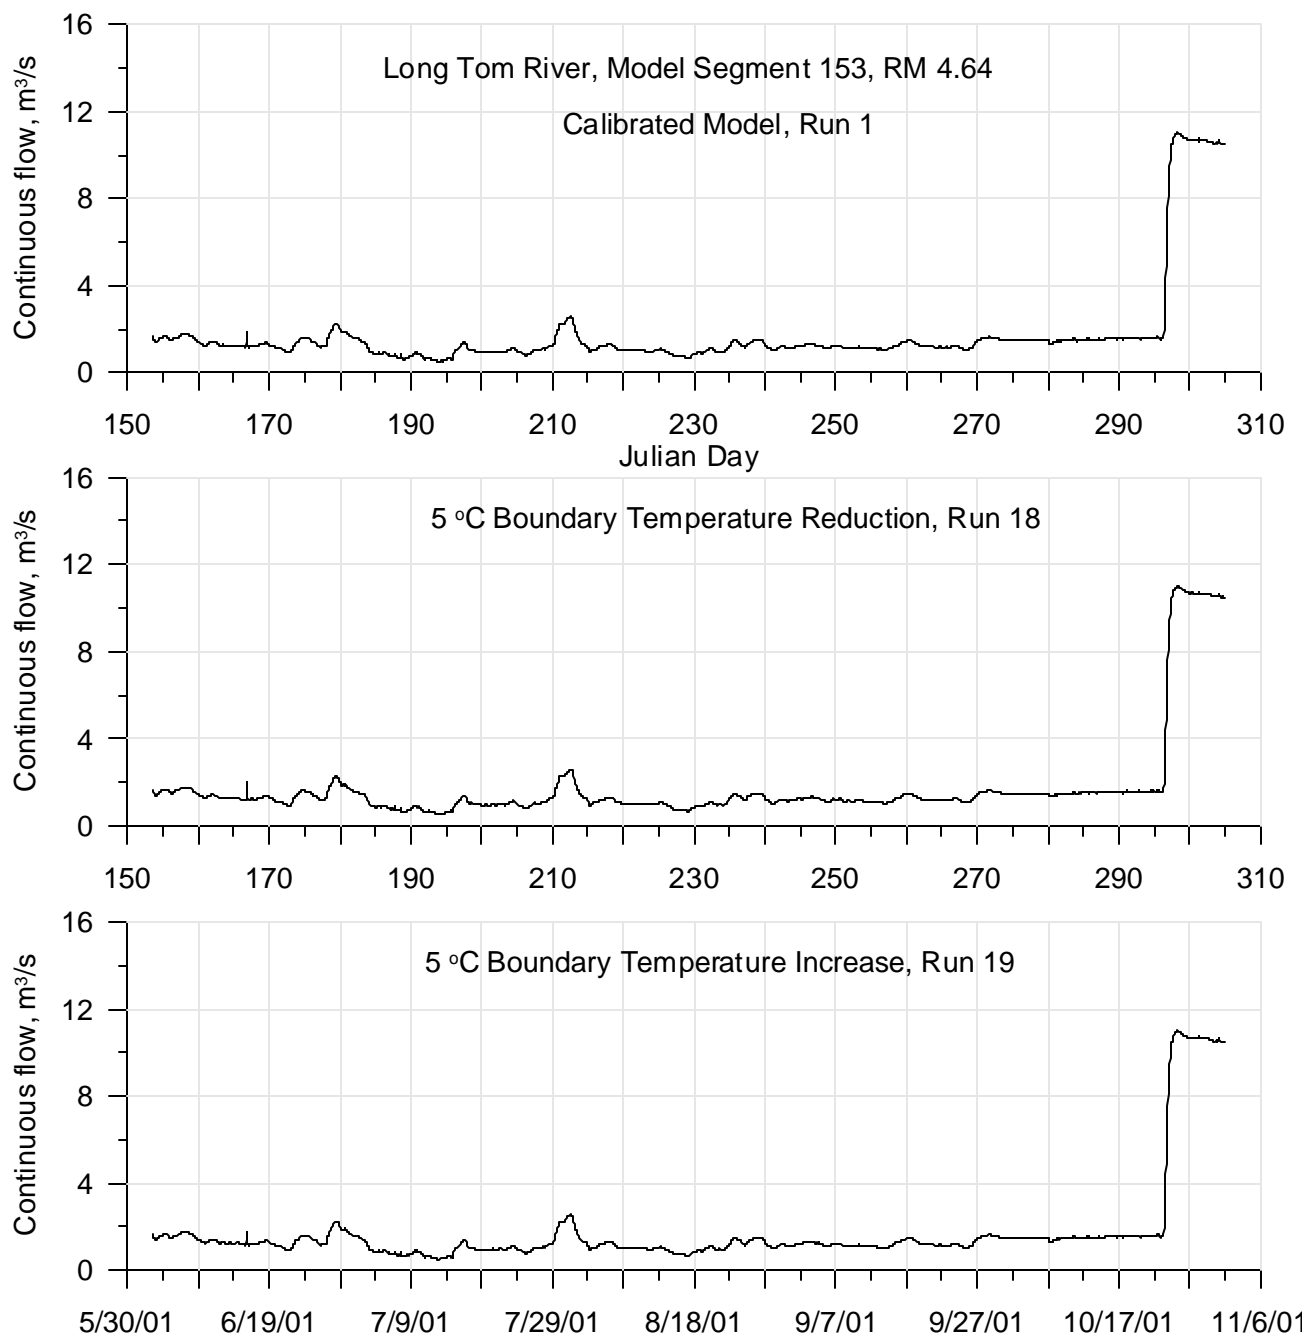 16
Long Tom River, Model Segment 153, RM 4.64
12
Calibrated Model, Run 1
8
4
0
Continuous flow, m³/s
150 170 190 210 230 250 270 290 310
Julian Day
16
5 ºC Boundary Temperature Reduction, Run 18
12
8
4
0
Continuous flow, m³/s
150 170 190 210 230 250 270 290 310
16
5 ºC Boundary Temperature Increase, Run 19
12
8
4
0
Continuous flow, m³/s
5/30/01 6/19/01 7/9/01 7/29/01 8/18/01 9/7/01 9/27/01 10/17/01 11/6/01